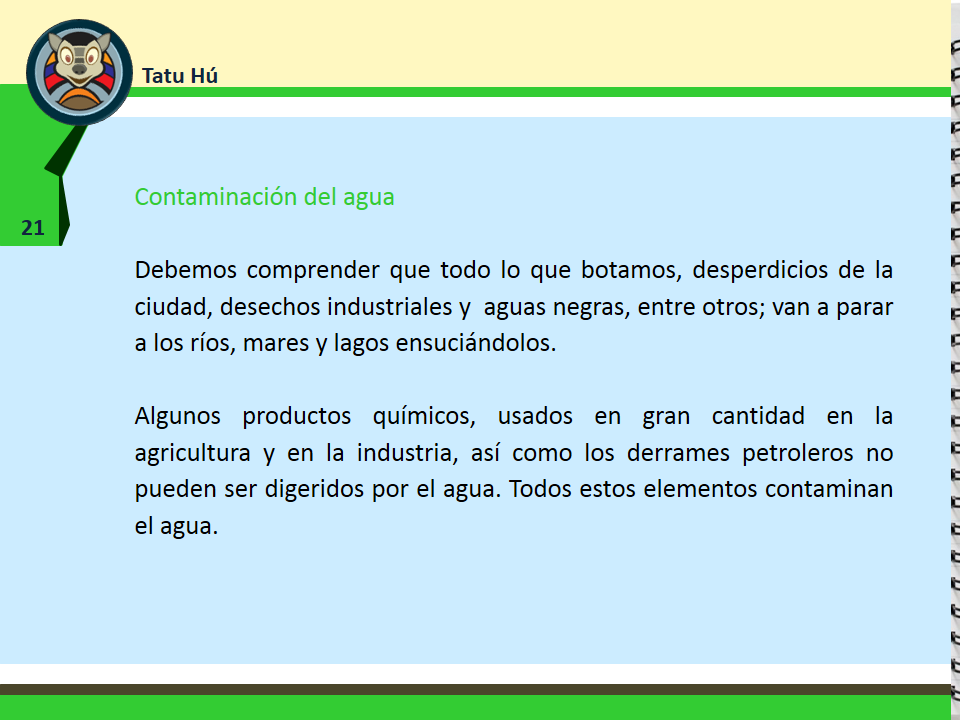 Tatu Hú
Contaminación del agua
21
Debemos comprender que todo lo que botamos, desperdicios de la
ciudad, desechos industriales y  aguas negras, entre otros; van a parar
a los ríos, mares y lagos ensuciándolos.
Algunos productos químicos, usados en gran cantidad en la
agricultura y en la industria, así como los derrames petroleros no
pueden ser digeridos por el agua. Todos estos elementos contaminan
el agua.